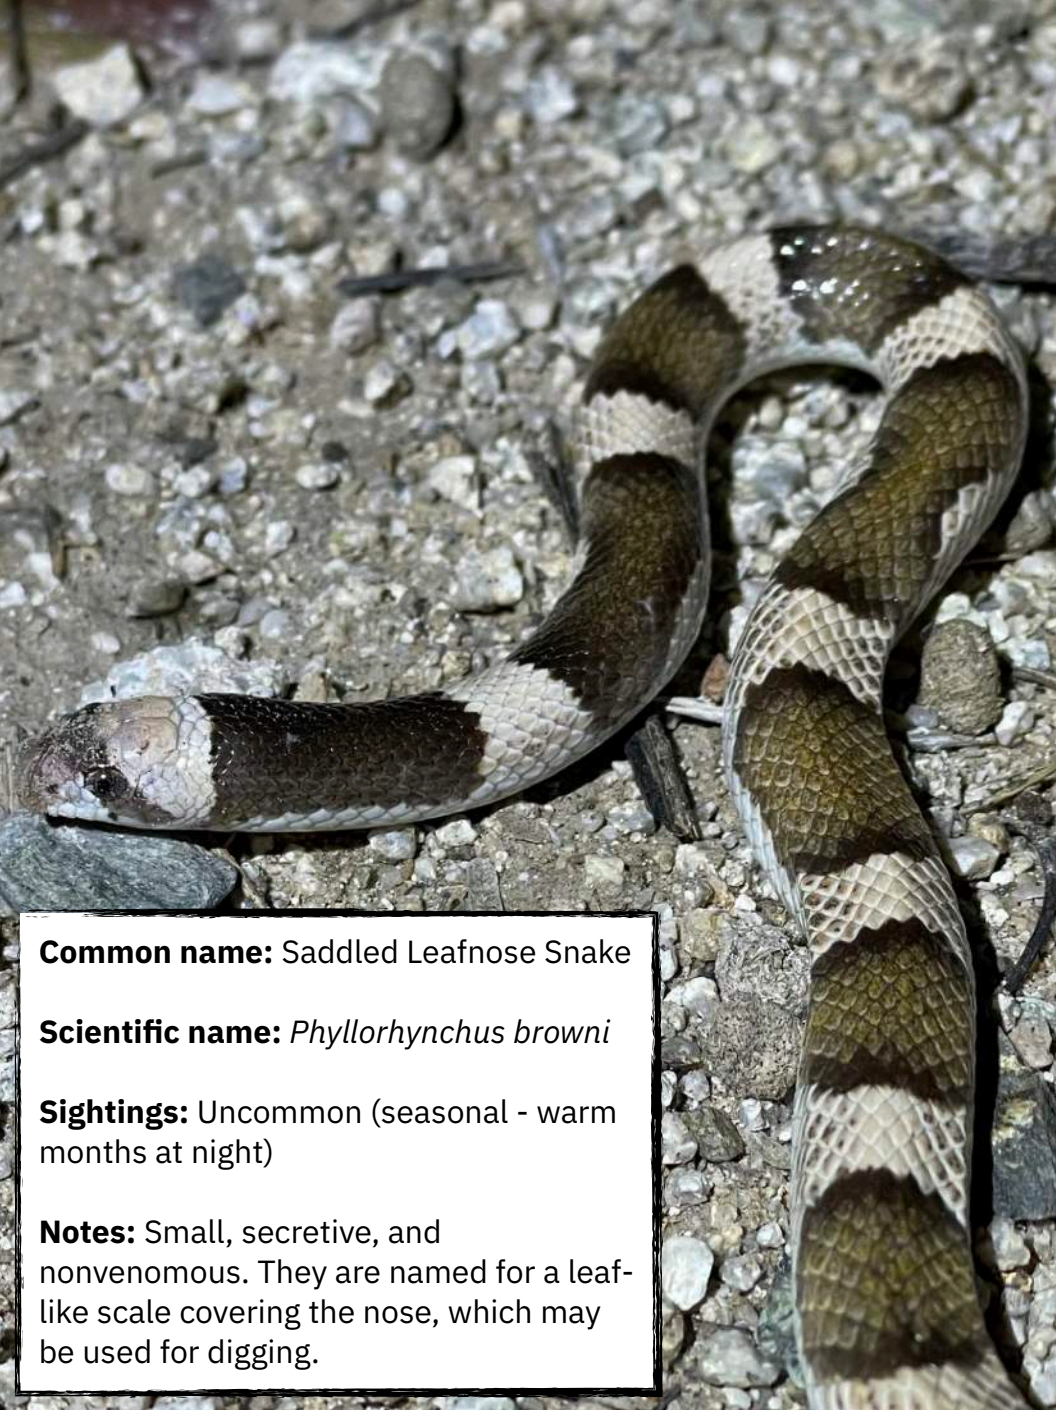 Common name: Saddled Leafnose Snake
Scientific name: Phyllorhynchus browni
Sightings: Uncommon (seasonal - warm
months at night)
Notes: Small, secretive, and
nonvenomous. They are named for a leaf-
like scale covering the nose, which may
be used for digging.